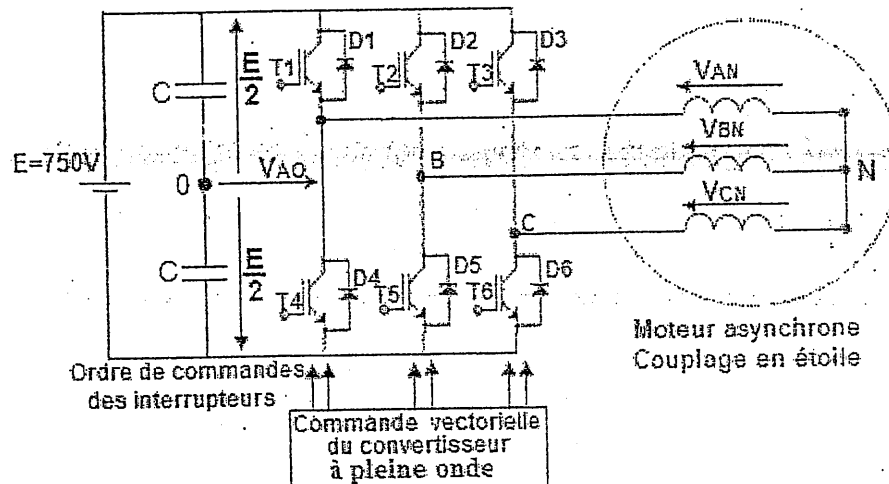 D1
D2
D3
T1
T2
T3
C
E
2
E=750V
0
VAO
B
C
C
E
2
T4
D4
T5
D5
T6
D6
VAN
VBN
VCN
N
Moteur asynchrone
Couplage en étoile
Ordre de commandes
des interrupteurs
Commande vectorielle
du convertisseur
à pleine onde